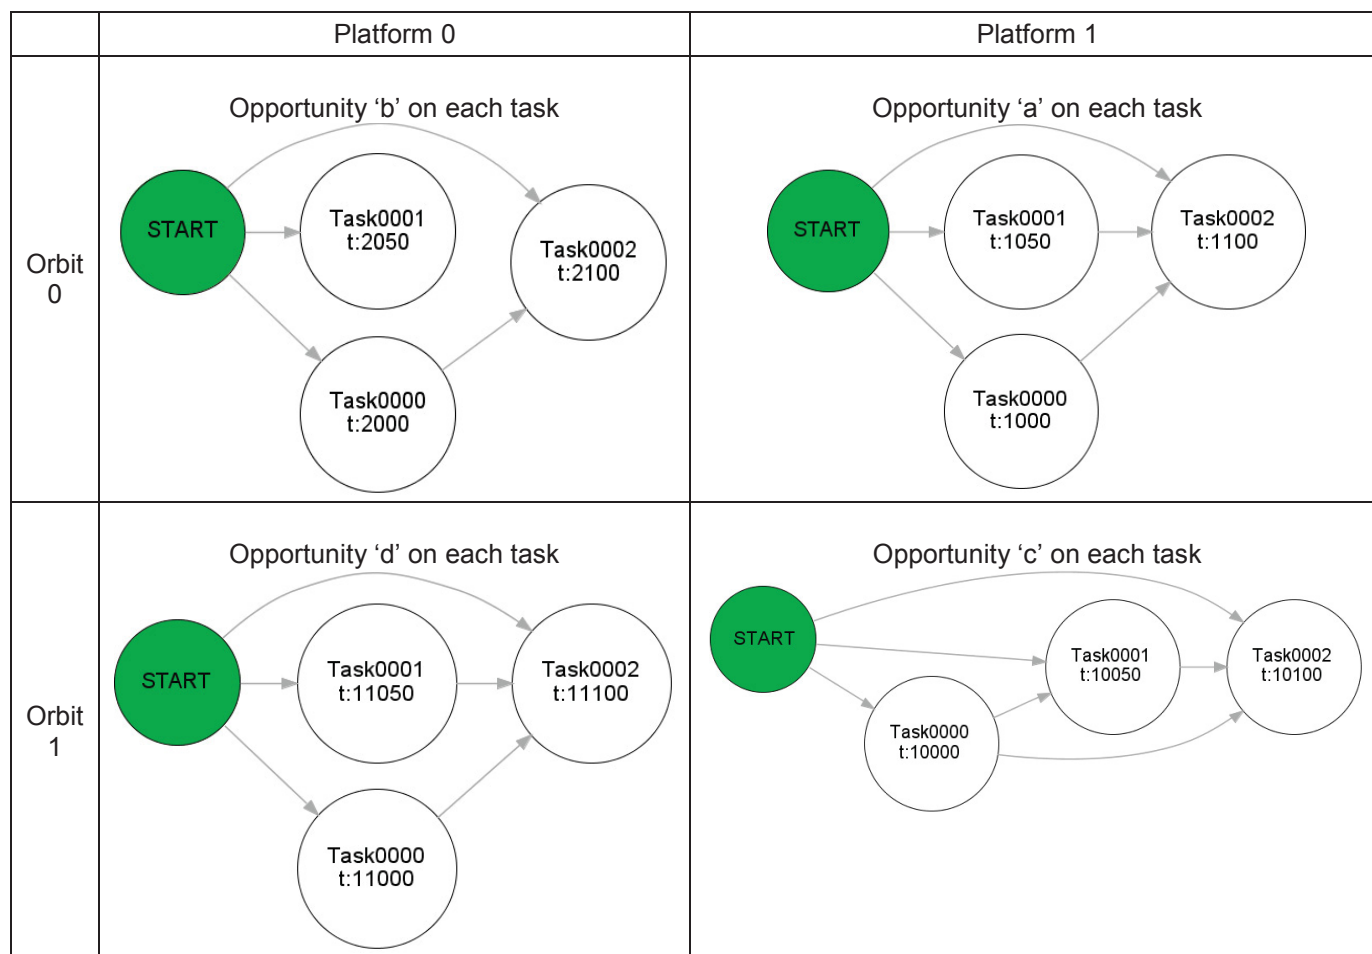 Platform 0
Platform 1
Orbit
0
Opportunity ‘b’ on each task
START
Task0001
t:2050
Task0002
t:2100
Task0000
t:2000
Opportunity ‘a’ on each task
START
Task0001
t:1050
Task0002
t:1100
Task0000
t:1000
Orbit
1
Opportunity ‘d’ on each task
START
Task0001
t:11050
Task0002
t:11100
Task0000
t:11000
Opportunity ‘c’ on each task
START
Task0001
t:10050
Task0002
t:10100
Task0000
t:10000